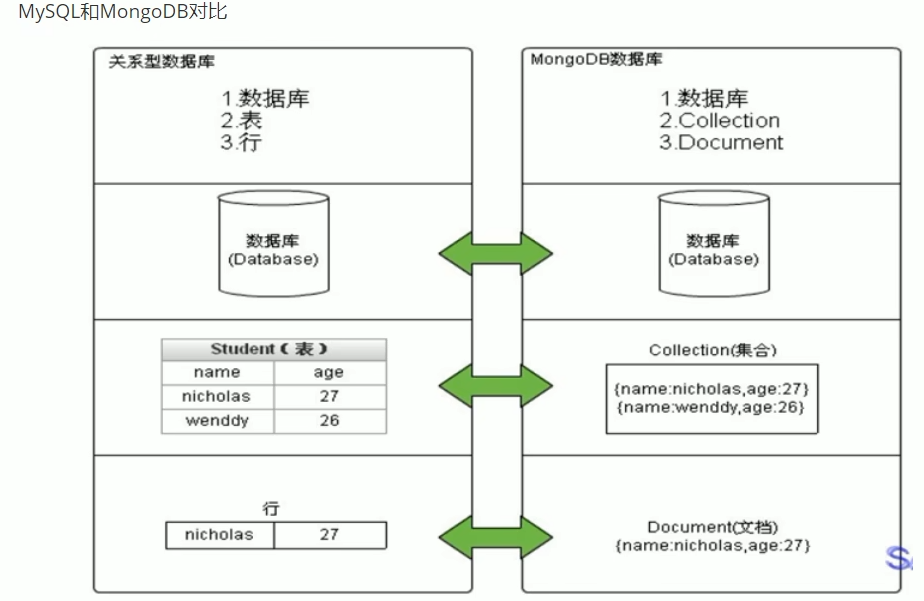 MySQL和MongoDB对比
关系型数据库
1.数据库
2.表
3.行
MongoDB数据库
1.数据库
2.Collection
3.Document
数据库
(Database)
数据库
(Database)
Student(表)
name age
nicholas 27
wenddy 26
Collection(集合)
{name:nicholas,age:27}
{name:wenddy,age:26}
行
nicholas 27
Document(文档)
{name:nicholas,age:27}